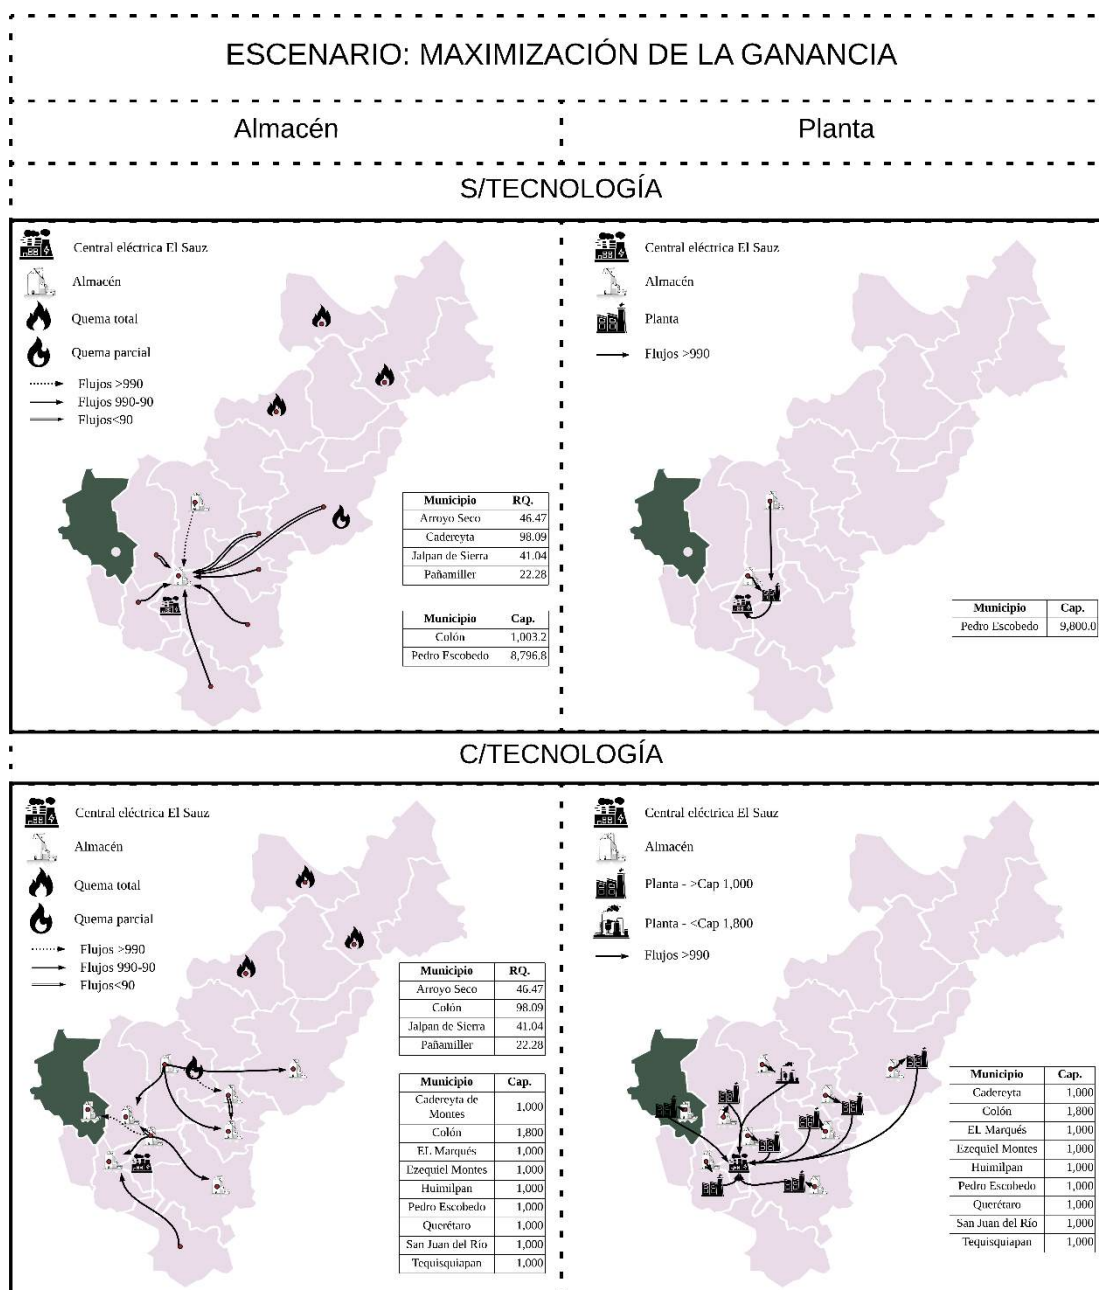 ESCENARIO: MAXIMIZACIÓN DE LA GANANCIA
Almacén
Planta
S/TECNOLOGÍA
Central eléctrica El Sauz
Almacén
Quema total
Quema parcial
Flujos >990
Flujos 990-90
Flujos<90
Municipio RQ.
Arroyo Seco 46.47
Cadereyta 98.09
Jalpan de Sierra 41.04
Pañamiller 22.28
Municipio Cap.
Colón 1,003.2
Pedro Escobedo 8,796.8
Central eléctrica El Sauz
Almacén
Planta
Flujos >990
Municipio Cap.
Pedro Escobedo 9,800.0
C/TECNOLOGÍA
Central eléctrica El Sauz
Almacén
Quema total
Quema parcial
Flujos >990
Flujos 990-90
Flujos<90
Municipio RQ.
Arroyo Seco 46.47
Colón 98.09
Jalpan de Sierra 41.04
Pañamiller 22.28
Municipio Cap.
Cadereyta de
Montes 1,000
Colón 1,800
EL Marqués 1,000
Ezequiel Montes 1,000
Huimilpan 1,000
Pedro Escobedo 1,000
Querétaro 1,000
San Juan del Río 1,000
Tequisquiapan 1,000
Central eléctrica El Sauz
Almacén
Planta - >Cap 1,000
Planta - <Cap 1,800
Flujos >990
Municipio Cap.
Cadereyta 1,000
Colón 1,800
EL Marqués 1,000
Ezequiel Montes 1,000
Huimilpan 1,000
Pedro Escobedo 1,000
Querétaro 1,000
San Juan del Río 1,000
Tequisquiapan 1,000